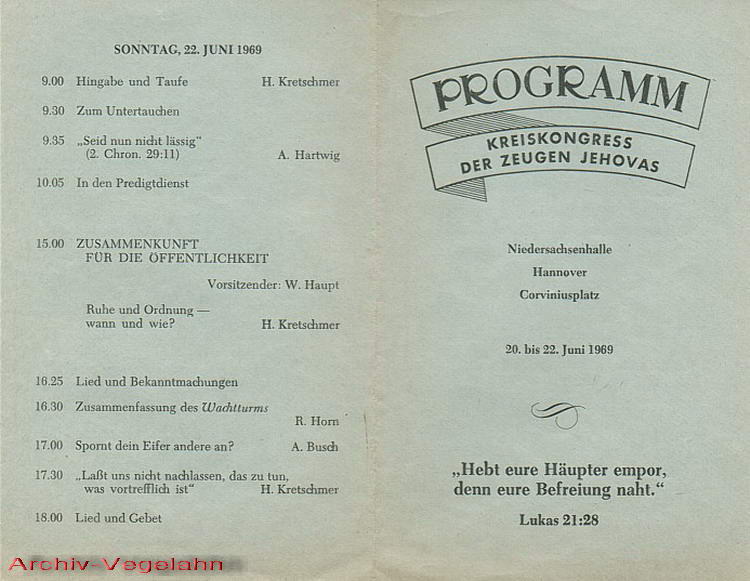 SONNTAG, 22. JUNI 1969
9.00 Hingabe und Taufe H. Kretschmer
9.30 Zum Untertauchen
9.35 „Seid nun nicht lässig“
(2. Chron. 29:11) A. Hartwig
10.05 In den Predigtdienst
15.00 ZUSAMMENKUNFT
FÜR DIE ÖFFENTLICHKEIT
Vorsitzender: W. Haupt
Ruhe und Ordnung —
wann und wie? H. Kretschmer
16.25 Lied und Bekanntmachungen
16.30 Zusammenfassung des Wachtturms
R. Horn
17.00 Spornt dein Eifer andere an? A. Busch
17.30 „Laßt uns nicht nachlassen, das zu tun,
was vortrefflich ist“ H. Kretschmer
18.00 Lied und Gebet
Archiv-Vegelahn
PROGRAMM
KREISKONGRESS
DER ZEUGEN JEHOVAS
Niedersachsenhalle
Hannover
Corviniusplatz
20. bis 22. Juni 1969
„Hebt eure Häupter empor,
denn eure Befreiung naht.“
Lukas 21:28